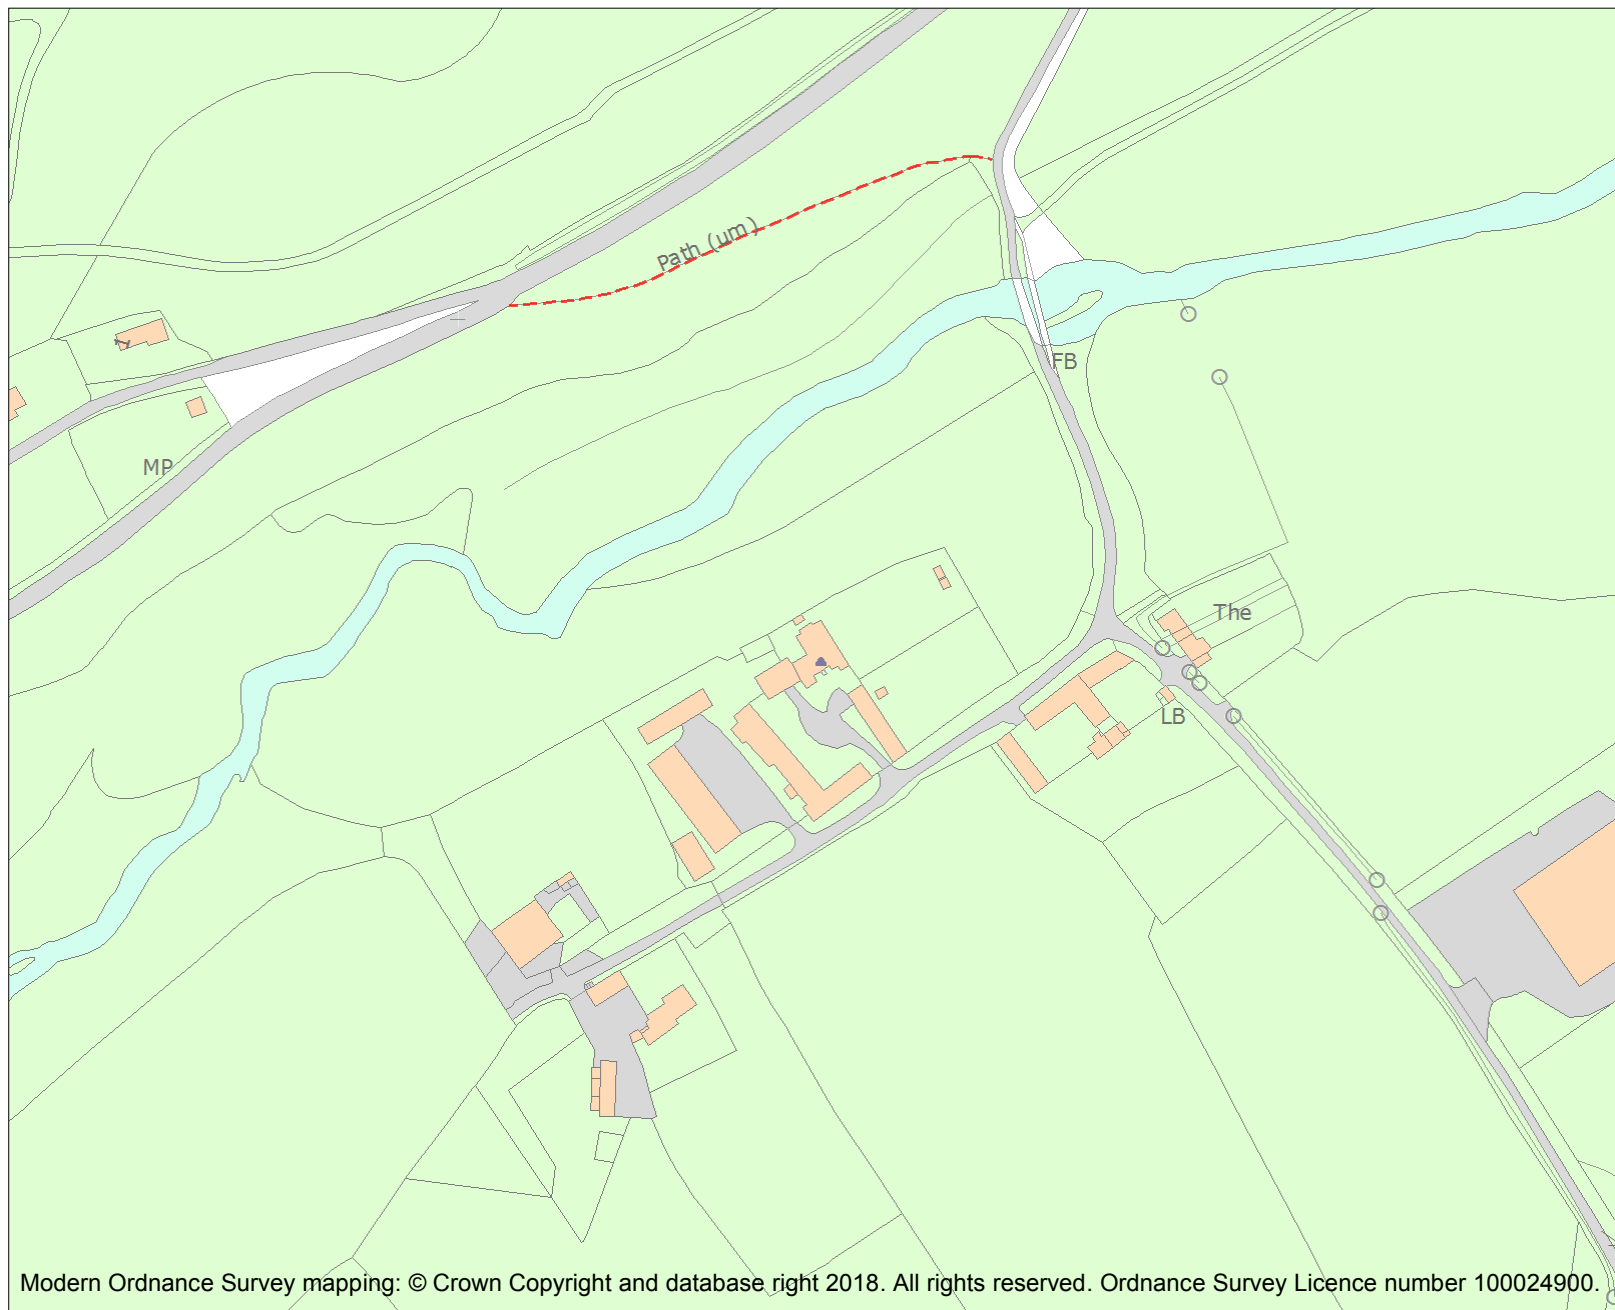 Path (um)
1
FB
MP
The
LB
Modern Ordnance Survey mapping: © Crown Copyright and database right 2018. All rights reserved. Ordnance Survey Licence number 100024900.